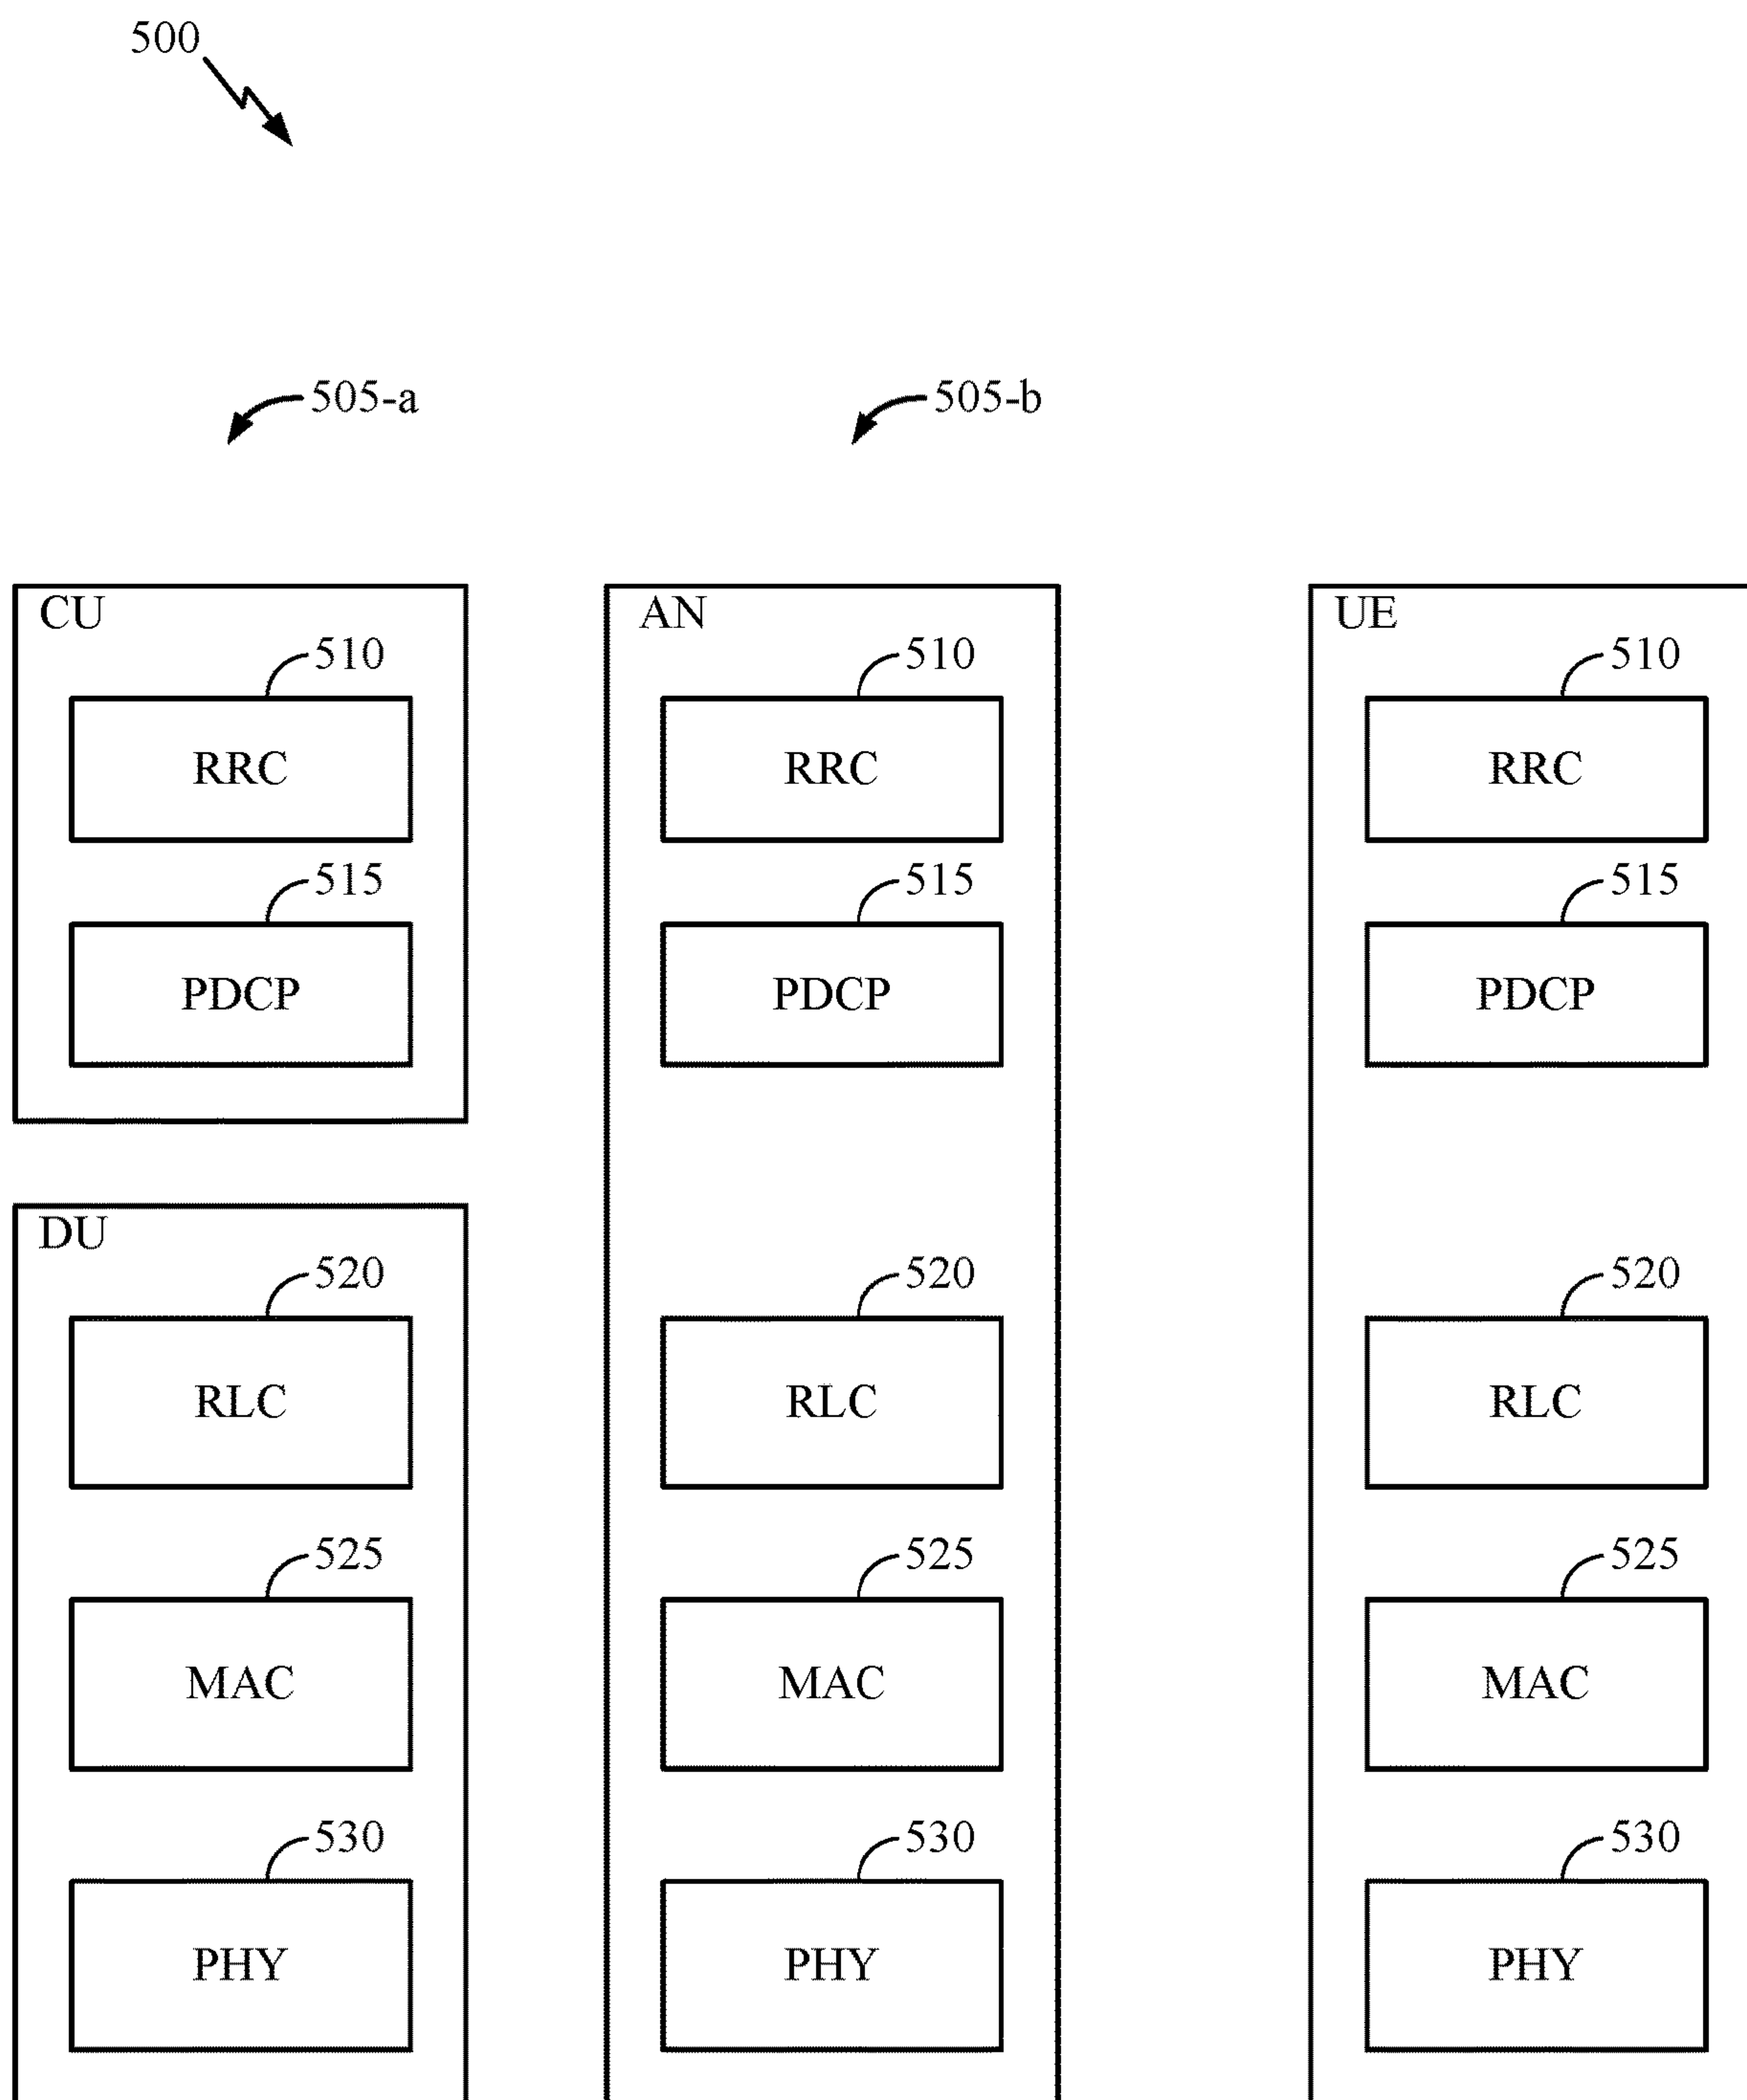 500
505-a 505-b
CU AN UE
510 510 510
RRC RRC RRC
515 515 515
PDCP PDCP PDCP
DU
520 520 520
RLC RLC RLC
525 525 525
MAC MAC MAC
530 530 530
PHY PHY PHY